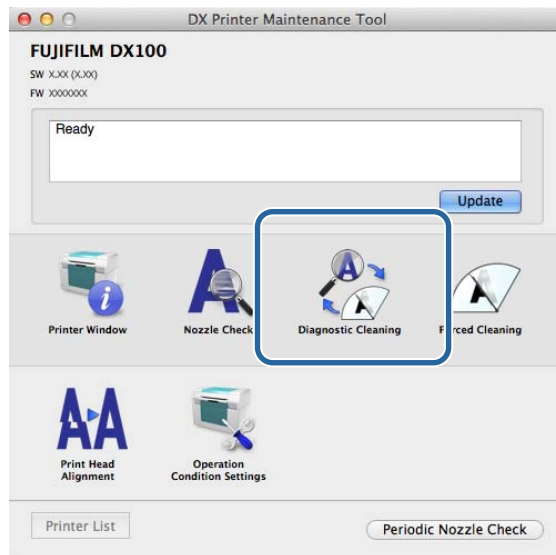 DX Printer Maintenance Tool
FUJIFILM DX100
SW X.XX (X.XX)
FW XXXXXXX
Ready
Update
Printer Window
Nozzle Check
Diagnostic Cleaning
Forced Cleaning
Print Head
Alignment
Operation
Condition Settings
Printer List
Periodic Nozzle Check